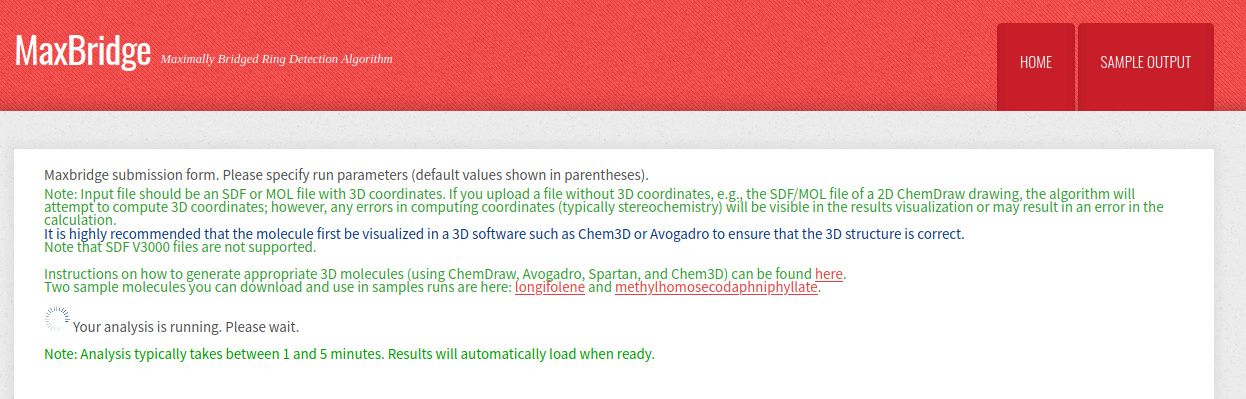 MaxBridge Maximally Bridged Ring Detection Algorithm
HOME
SAMPLE OUTPUT
Maxbridge submission form. Please specify run parameters (default values shown in parentheses).
Note: Input file should be an SDF or MOL file with 3D coordinates. If you upload a file without 3D coordinates, e.g., the SDF/MOL file of a 2D ChemDraw drawing, the algorithm will
attempt to compute 3D coordinates; however, any errors in computing coordinates (typically stereochemistry) will be visible in the results visualization or may result in an error in the
calculation.
It is highly recommended that the molecule first be visualized in a 3D software such as Chem3D or Avogadro to ensure that the 3D structure is correct.
Note that SDF V3000 files are not supported.
Instructions on how to generate appropriate 3D molecules (using ChemDraw, Avogadro, Spartan, and Chem3D) can be found here.
Two sample molecules you can download and use in samples runs are here: longifolene and methylhomosecodaphniphyllate.
Your analysis is running. Please wait.
Note: Analysis typically takes between 1 and 5 minutes. Results will automatically load when ready.